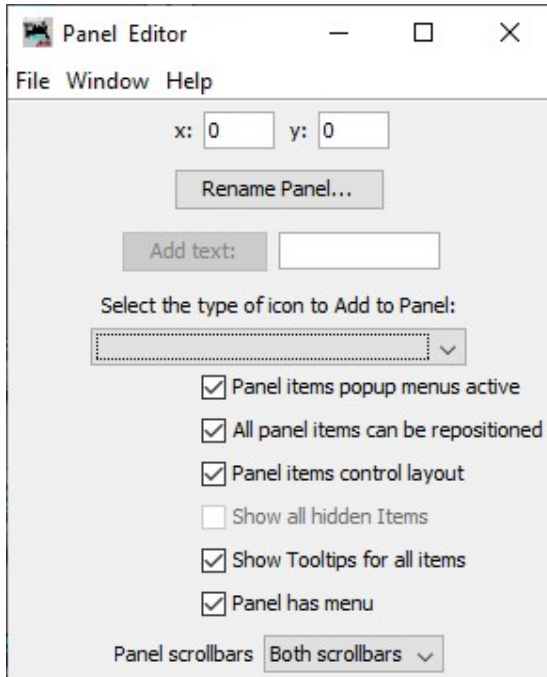 Panel Editor
File Window Help
x: 0 y: 0
Rename Panel...
Add text:
Select the type of icon to Add to Panel:
Panel items popup menus active
All panel items can be repositioned
Panel items control layout
Show all hidden Items
Show Tooltips for all items
Panel has menu
Panel scrollbars Both scrollbars